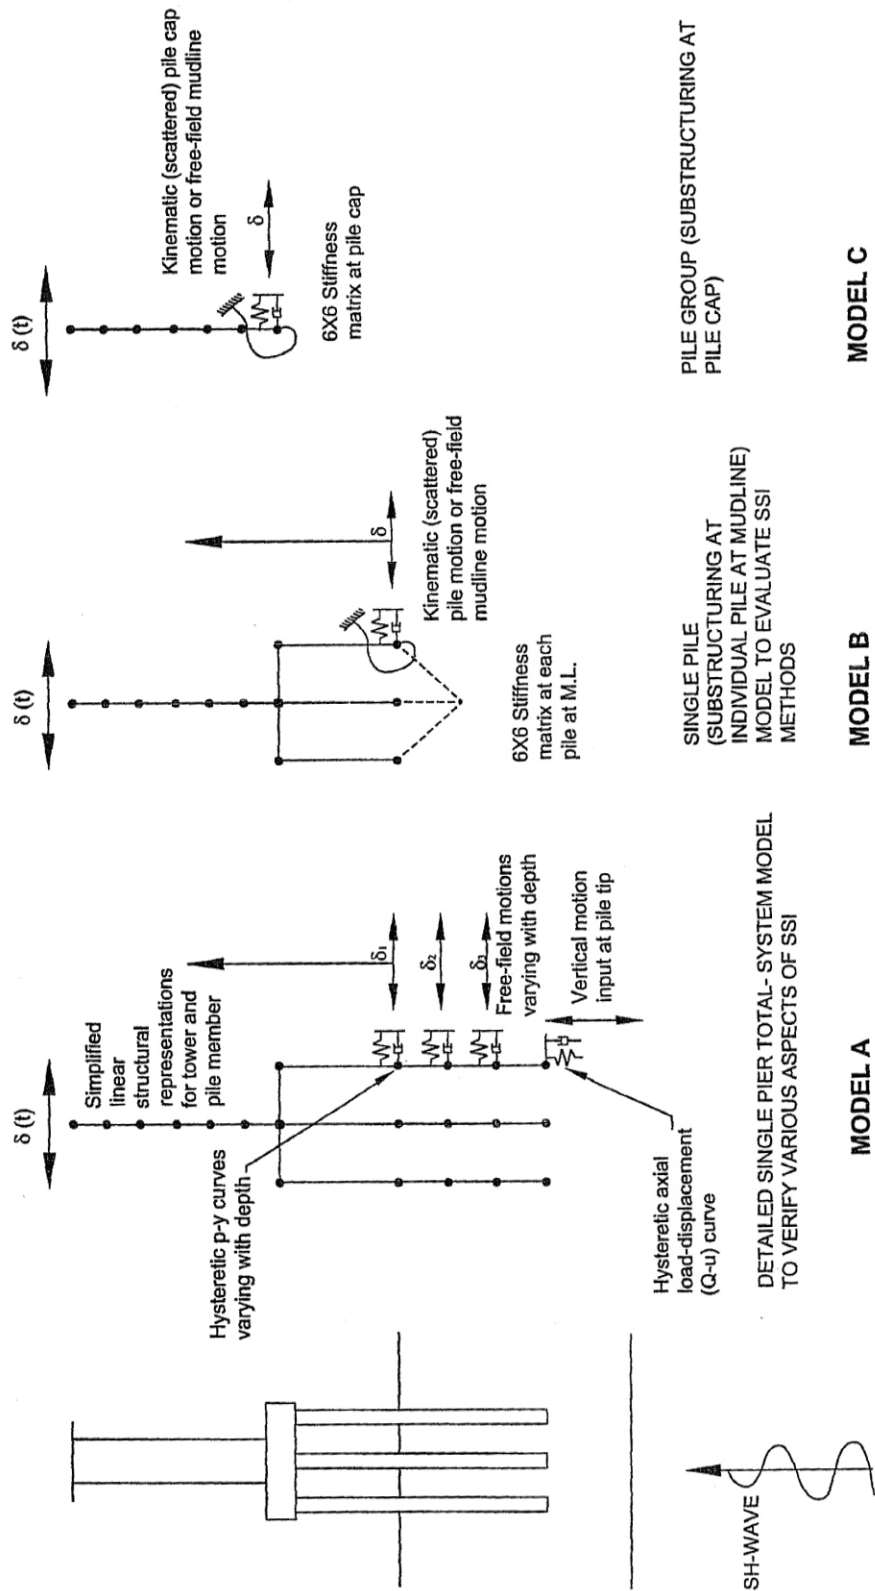 SH-WAVE
δ (t)
Simplified
linear
structural
representations
for tower and
pile member
Hysteretic p-y curves
varying with depth
δ₁
δ₂
δ₃
Free-field motions
varying with depth
Vertical motion
input at pile tip
Hysteretic axial
load-displacement
(Q-u) curve
DETAILED SINGLE PIER TOTAL- SYSTEM MODEL
TO VERIFY VARIOUS ASPECTS OF SSI
MODEL A
δ (t)
δ
Kinematic (scattered)
pile motion or free-field
mudline motion
6X6 Stiffness
matrix at each
pile at M.L.
SINGLE PILE
(SUBSTRUCTURING AT
INDIVIDUAL PILE AT MUDLINE)
MODEL TO EVALUATE SSI
METHODS
MODEL B
δ (t)
Kinematic (scattered) pile cap
motion or free-field mudline
motion
δ
6X6 Stiffness
matrix at pile cap
PILE GROUP (SUBSTRUCTURING AT
PILE CAP)
MODEL C